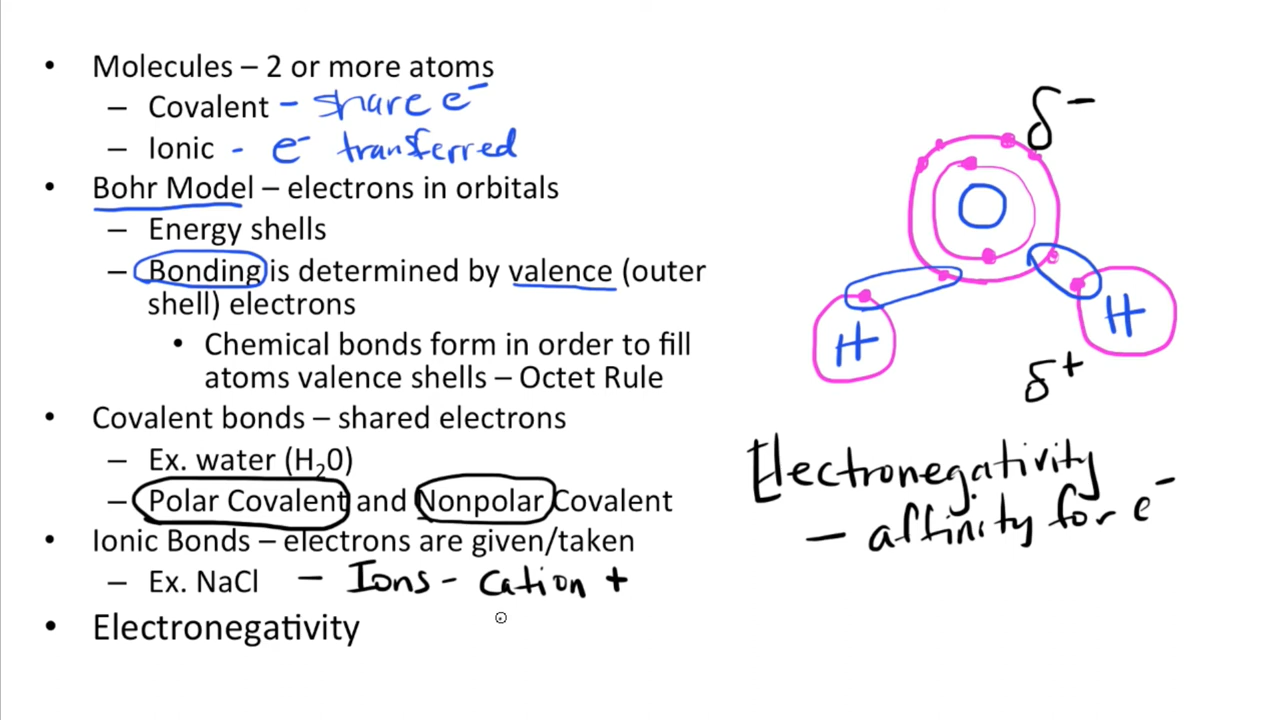 • Molecules – 2 or more atoms
– Covalent - share e⁻
– Ionic - e⁻ transferred
• Bohr Model – electrons in orbitals
– Energy shells
– Bonding is determined by valence (outer
shell) electrons
• Chemical bonds form in order to fill
atoms valence shells – Octet Rule
• Covalent bonds – shared electrons
– Ex. water (H₂0)
– Polar Covalent and Nonpolar Covalent
• Ionic Bonds – electrons are given/taken
– Ex. NaCl – Ions - Cation +
• Electronegativity
δ⁻
O
H
H
δ⁺
Electronegativity
– affinity for e⁻